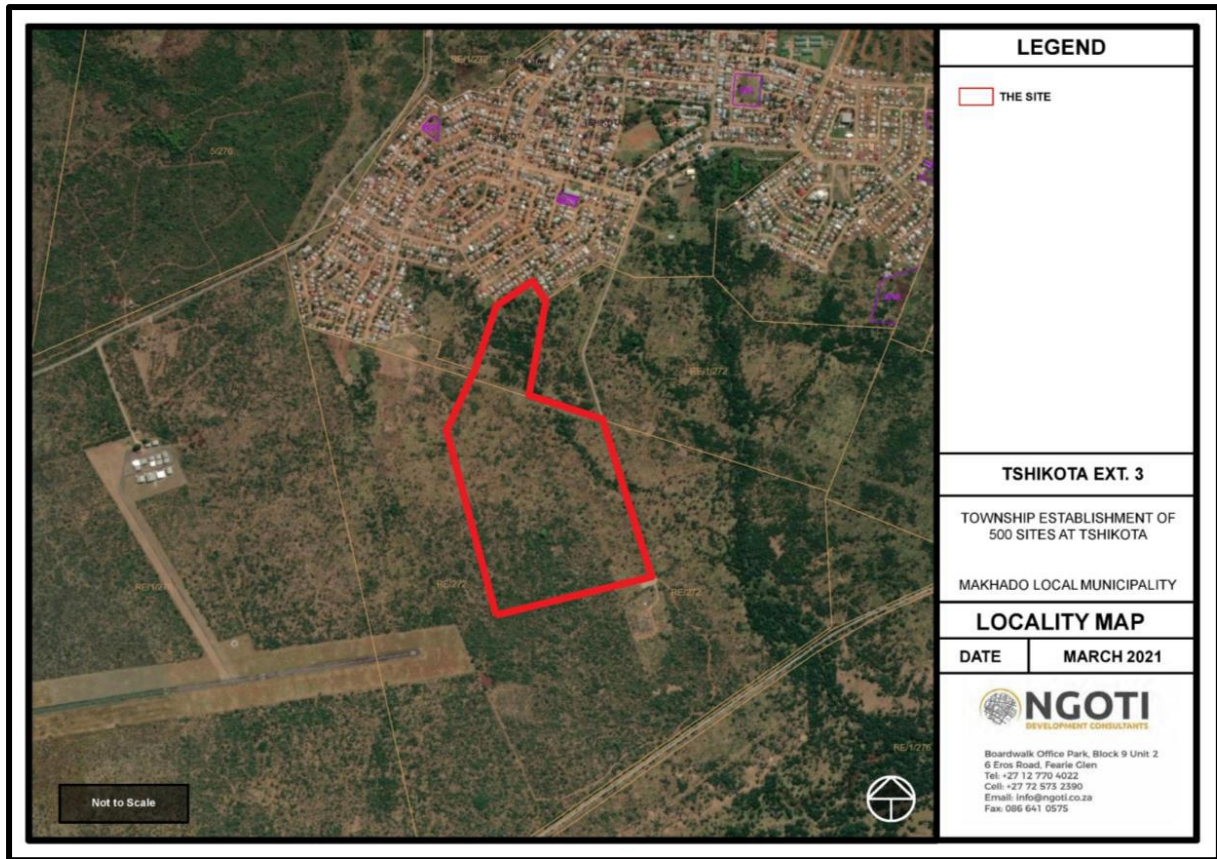 LEGEND
THE SITE
5/276
RE/1/272
RE/272
RE/272
RE/1/276
TSHIKOTA EXT. 3
TOWNSHIP ESTABLISHMENT OF
500 SITES AT TSHIKOTA
MAKHADO LOCAL MUNICIPALITY
LOCALITY MAP
DATE
MARCH 2021
NGOTI
DEVELOPMENT CONSULTANTS
Boardwalk Office Park, Block 9 Unit 2
6 Eros Road, Fearie Glen
Tel: +27 12 770 4022
Cell: +27 72 573 2390
Email: info@ngoti.co.za
Fax: 086 641 0575
Not to Scale